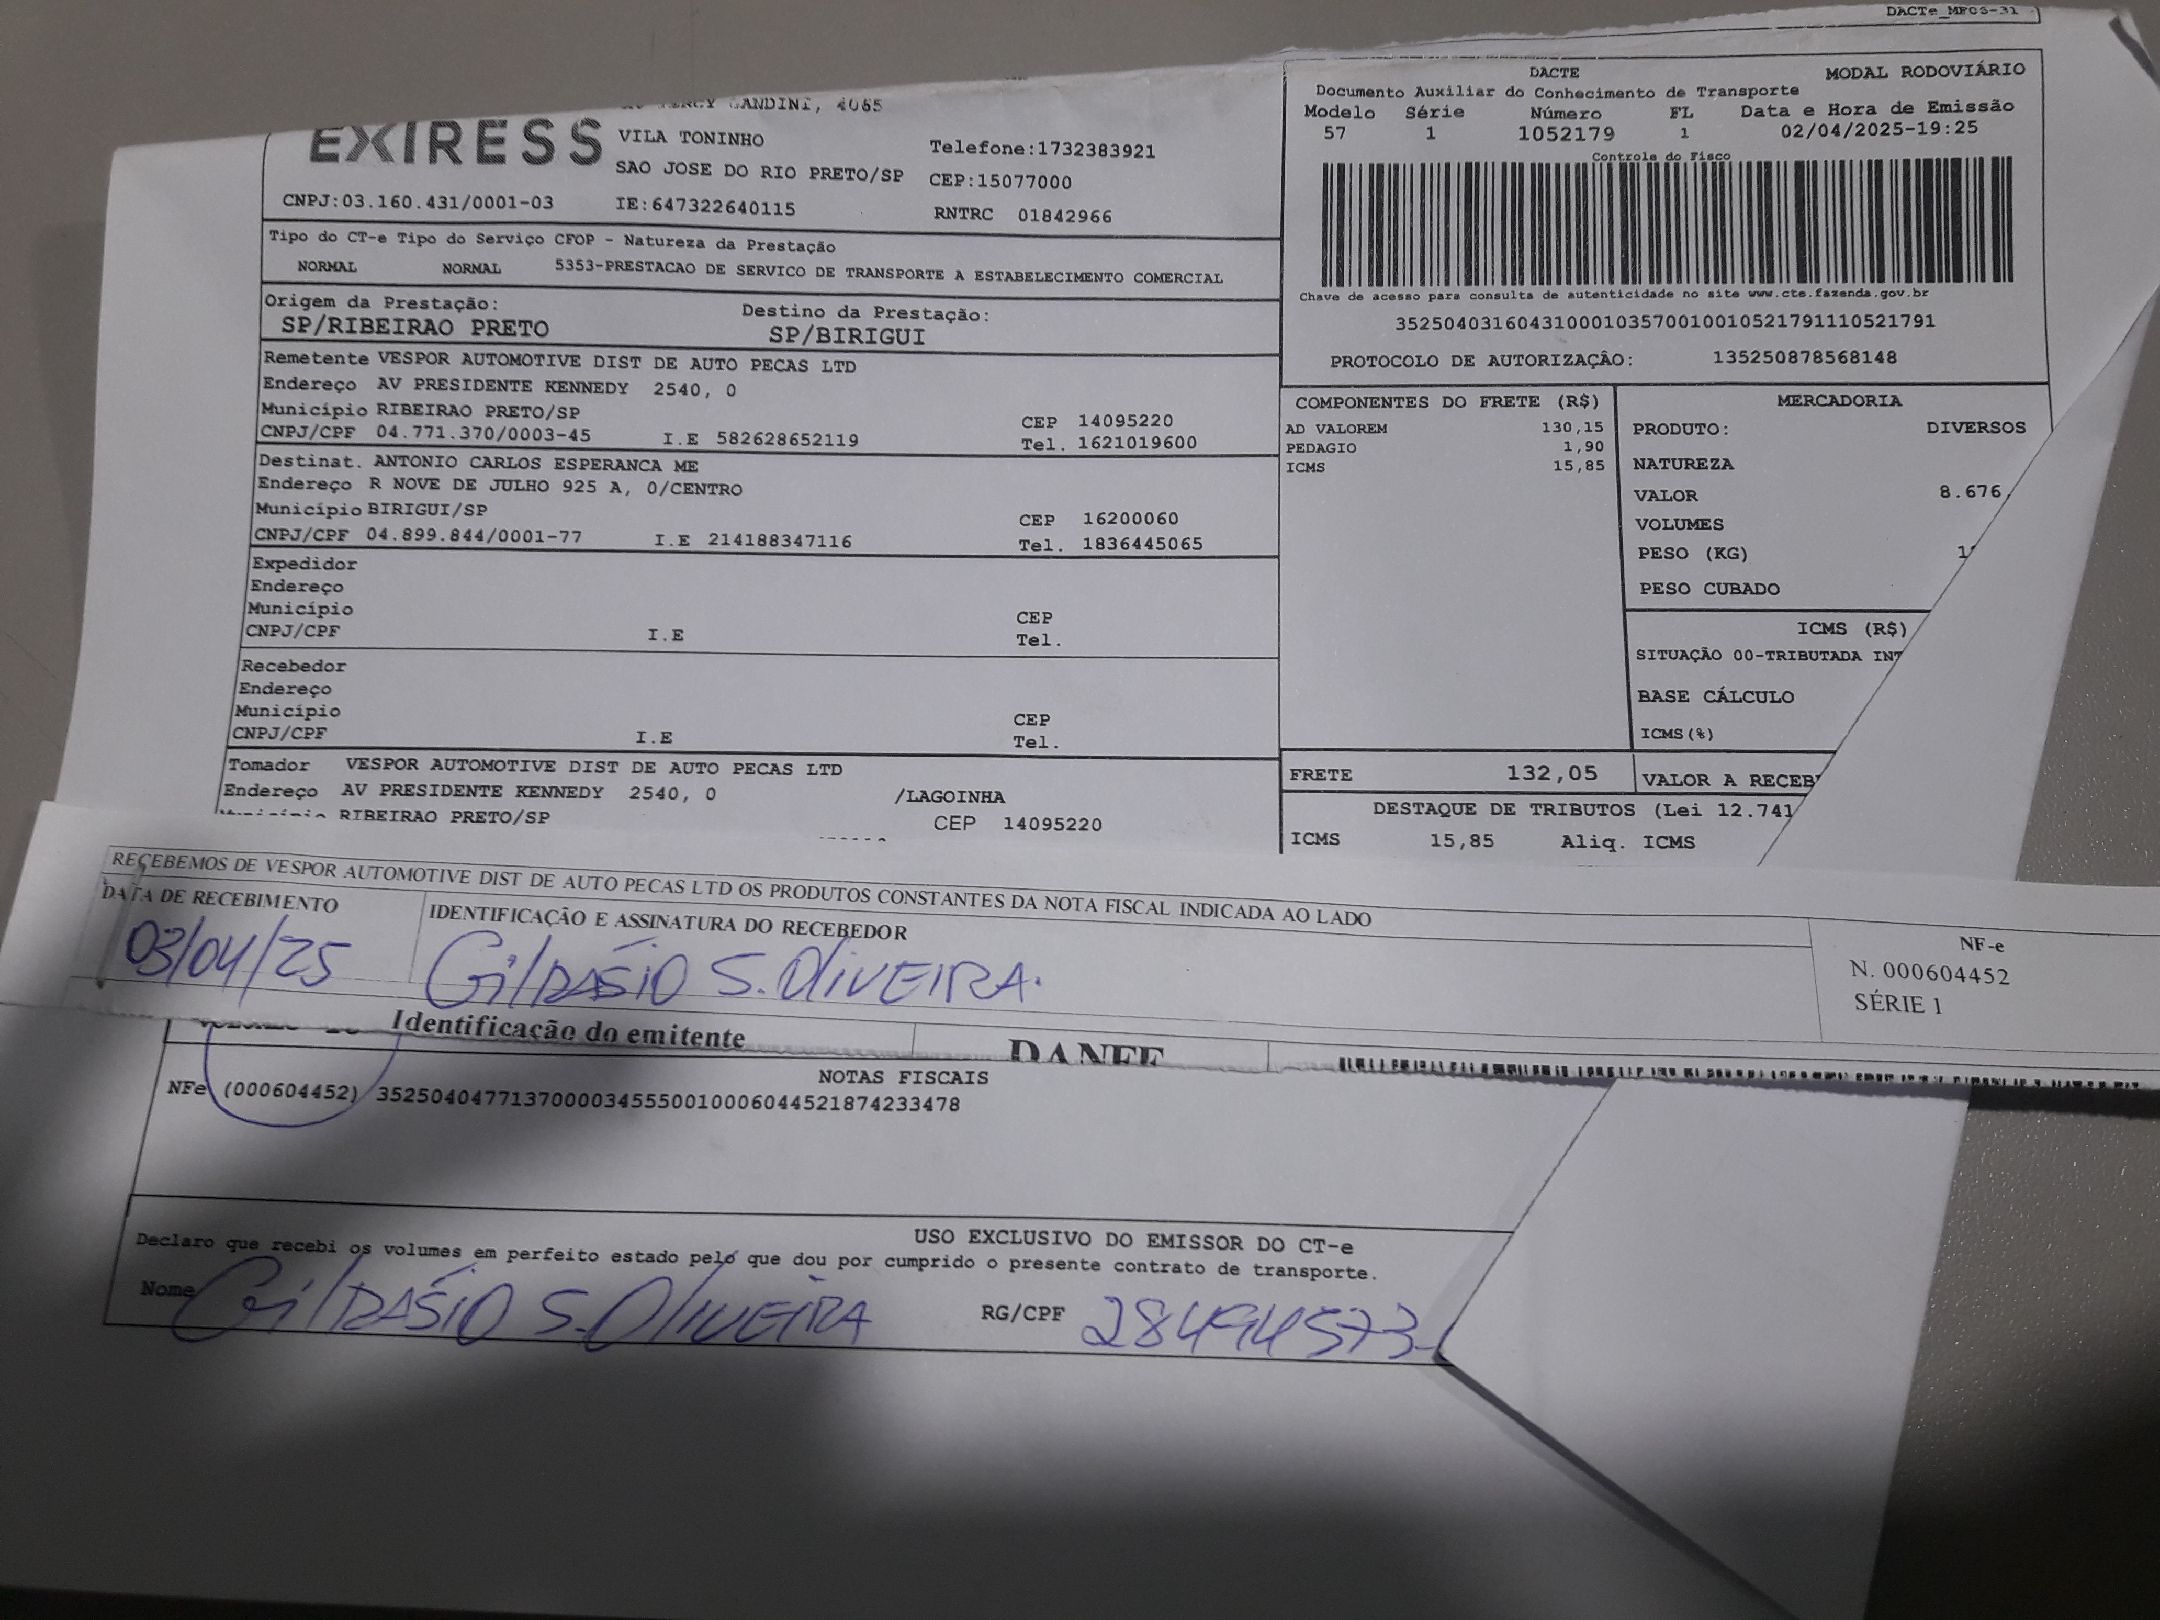 DACTe_MFCG-31
GANDINI, 4065
EXIRESS
VILA TONINHO
SAO JOSE DO RIO PRETO/SP
Telefone:1732383921
CEP:15077000
CNPJ:03.160.431/0001-03 IE:647322640115 RNTRC 01842966
DACTE MODAL RODOVIÁRIO
Documento Auxiliar do Conhecimento de Transporte
Modelo Série Número FL Data e Hora de Emissão
57 1 1052179 1 02/04/2025-19:25
Controle do Fisco
Chave de acesso para consulta de autenticidade no site www.cte.fazenda.gov.br
35250403160431000103570010010521791110521791
PROTOCOLO DE AUTORIZAÇÂO: 135250878568148
Tipo do CT-e Tipo do Serviço CFOP - Natureza da Prestação
NORMAL NORMAL 5353-PRESTACAO DE SERVICO DE TRANSPORTE A ESTABELECIMENTO COMERCIAL
Origem da Prestação: Destino da Prestação:
SP/RIBEIRAO PRETO SP/BIRIGUI
Remetente VESPOR AUTOMOTIVE DIST DE AUTO PECAS LTD
Endereço AV PRESIDENTE KENNEDY 2540, 0
Município RIBEIRAO PRETO/SP CEP 14095220
CNPJ/CPF 04.771.370/0003-45 I.E 582628652119 Tel. 1621019600
Destinat. ANTONIO CARLOS ESPERANCA ME
Endereço R NOVE DE JULHO 925 A, 0/CENTRO
Município BIRIGUI/SP CEP 16200060
CNPJ/CPF 04.899.844/0001-77 I.E 214188347116 Tel. 1836445065
Expedidor
Endereço
Município CEP
CNPJ/CPF I.E Tel.
Recebedor
Endereço
Município CEP
CNPJ/CPF I.E Tel.
Tomador VESPOR AUTOMOTIVE DIST DE AUTO PECAS LTD
Endereço AV PRESIDENTE KENNEDY 2540, 0 /LAGOINHA
RIBEIRAO PRETO/SP CEP 14095220
COMPONENTES DO FRETE (R$)
AD VALOREM 130,15
PEDAGIO 1,90
ICMS 15,85
MERCADORIA
PRODUTO: DIVERSOS
NATUREZA
VALOR 8.676,
VOLUMES
PESO (KG)
PESO CUBADO
ICMS (R$)
SITUAÇÃO 00-TRIBUTADA INT
BASE CÁLCULO
ICMS(%)
FRETE 132,05 VALOR A RECEB
DESTAQUE DE TRIBUTOS (Lei 12.741
ICMS 15,85 Aliq. ICMS
RECEBEMOS DE VESPOR AUTOMOTIVE DIST DE AUTO PECAS LTD OS PRODUTOS CONSTANTES DA NOTA FISCAL INDICADA AO LADO
DATA DE RECEBIMENTO IDENTIFICAÇÃO E ASSINATURA DO RECEBEDOR
03/04/25 Gildásio S. Oliveira.
NF-e
N. 000604452
SÉRIE 1
Identificação do emitente DANFE
NOTAS FISCAIS
NFe (000604452) 35250404771370000345550010006044521874233478
USO EXCLUSIVO DO EMISSOR DO CT-e
Declaro que recebi os volumes em perfeito estado pelo que dou por cumprido o presente contrato de transporte.
Nome Gildásio S. Oliveira RG/CPF 28494573-